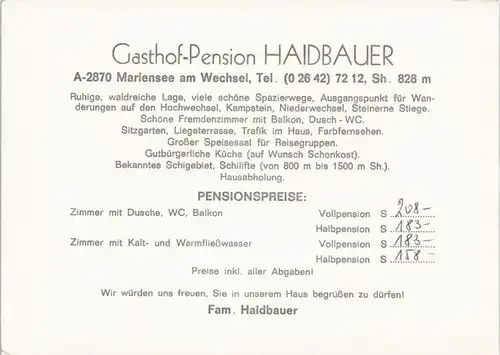 Gasthof-Pension HAIDBAUER
A-2870 Mariensee am Wechsel, Tel. (0 26 42) 72 12, Sh. 828 m
Ruhige, waldreiche Lage, viele schöne Spazierwege, Ausgangspunkt für Wan-
derungen auf den Hochwechsel, Kampstein, Niederwechsel, Steinerne Stiege.
Schöne Fremdenzimmer mit Balkon, Dusch - WC.
Sitzgarten, Liegeterrasse, Trafik im Haus, Farbfernsehen.
Großer Speisesaal für Reisegruppen.
Gutbürgerliche Küche (auf Wunsch Schonkost).
Bekanntes Schigebiet, Schilifte (von 800 m bis 1500 m Sh.).
Hausabholung.
PENSIONSPREISE:
Zimmer mit Dusche, WC, Balkon Vollpension S 208-
Halbpension S 183-
Zimmer mit Kalt- und Warmfließwasser Vollpension S 183-
Halbpension S 158-
Preise inkl. aller Abgaben!
Wir würden uns freuen, Sie in unserem Haus begrüßen zu dürfen!
Fam. Haidbauer